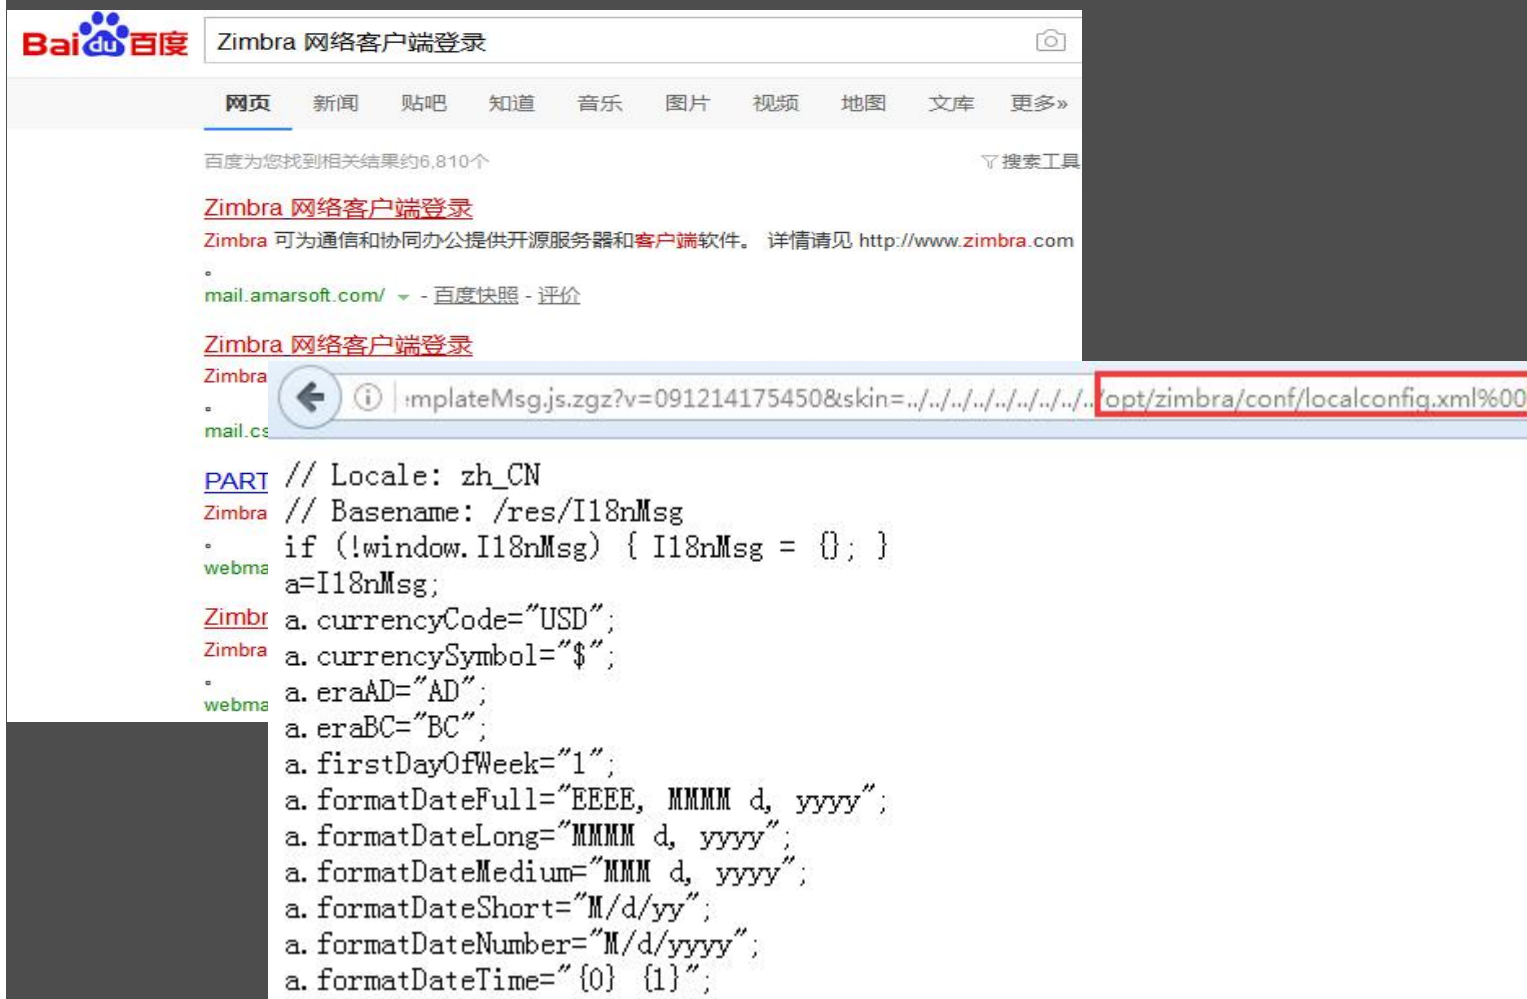 Bai du 百度 Zimbra 网络客户端登录
网页 新闻 贴吧 知道 音乐 图片 视频 地图 文库 更多»
百度为您找到相关结果约6,810个 搜索工具
Zimbra 网络客户端登录
Zimbra 可为通信和协同办公提供开源服务器和客户端软件。 详情请见 http://www.zimbra.com
。
mail.amarsoft.com/ - 百度快照 - 评价
Zimbra 网络客户端登录
Zimbra
。
mail.cs
PART
Zimbra
。
webma
Zimbr
Zimbra
。
webma
mplateMsg.js.zgz?v=091214175450&skin=../../../../../../../../../opt/zimbra/conf/localconfig.xml%00
// Locale: zh_CN
// Basename: /res/I18nMsg
if (!window.I18nMsg) { I18nMsg = {}; }
a=I18nMsg;
a.currencyCode="USD";
a.currencySymbol="$";
a.eraAD="AD";
a.eraBC="BC";
a.firstDayOfWeek="1";
a.formatDateFull="EEEE, MMMM d, yyyy";
a.formatDateLong="MMMM d, yyyy";
a.formatDateMedium="MMM d, yyyy";
a.formatDateShort="M/d/yy";
a.formatDateNumber="M/d/yyyy";
a.formatDateTime="{0} {1}";